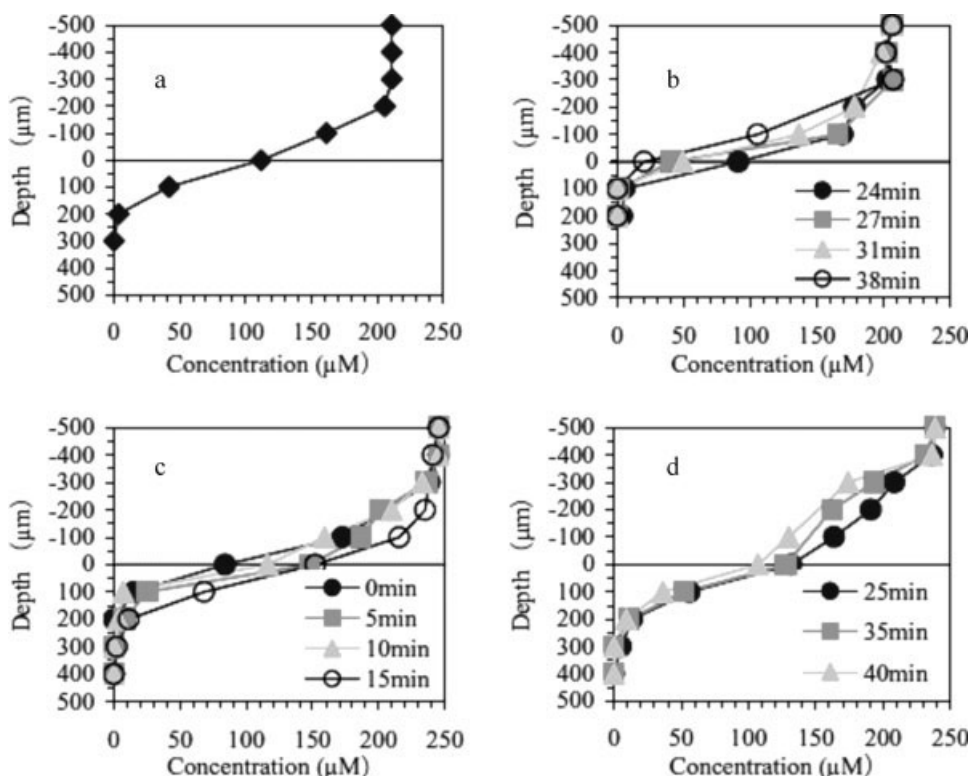 a
Depth (µm)
-500
-400
-300
-200
-100
0
100
200
300
400
500
0 50 100 150 200 250
Concentration (µM)
b
Depth (µm)
-500
-400
-300
-200
-100
0
100
200
300
400
500
24min
27min
31min
38min
0 50 100 150 200 250
Concentration (µM)
c
Depth (µm)
-500
-400
-300
-200
-100
0
100
200
300
400
500
0min
5min
10min
15min
0 50 100 150 200 250
Concentration (µM)
d
Depth (µm)
-500
-400
-300
-200
-100
0
100
200
300
400
500
25min
35min
40min
0 50 100 150 200 250
Concentration (µM)